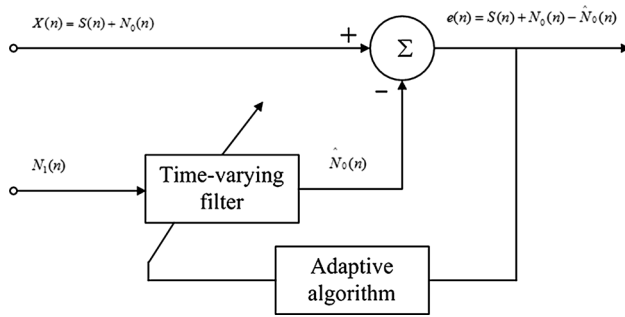 X(n) = S(n) + N₀(n)
+
Σ
e(n) = S(n) + N₀(n) − N̂₀(n)
−
N₁(n)
Time-varying
filter
N̂₀(n)
Adaptive
algorithm